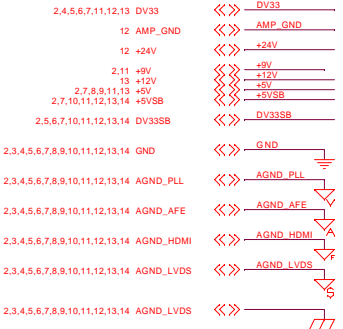 2,4,5,6,7,11,12,13 DV33 DV33
12 AMP_GND AMP_GND
12 +24V +24V
2,11 +9V +9V
13 +12V +12V
2,7,8,9,11,13 +5V +5V
2,7,10,11,12,13,14 +5VSB +5VSB
2,5,6,7,10,11,12,13,14 DV33SB DV33SB
2,3,4,5,6,7,8,9,10,11,12,13,14 GND GND
2,3,4,5,6,7,8,9,10,11,12,13,14 AGND_PLL AGND_PLL
Y
2,3,4,5,6,7,8,9,10,11,12,13,14 AGND_AFE AGND_AFE
A
2,3,4,5,6,7,8,9,10,11,12,13,14 AGND_HDMI AGND_HDMI
F
2,3,4,5,6,7,8,9,10,11,12,13,14 AGND_LVDS AGND_LVDS
S
2,3,4,5,6,7,8,9,10,11,12,13,14 AGND_LVDS